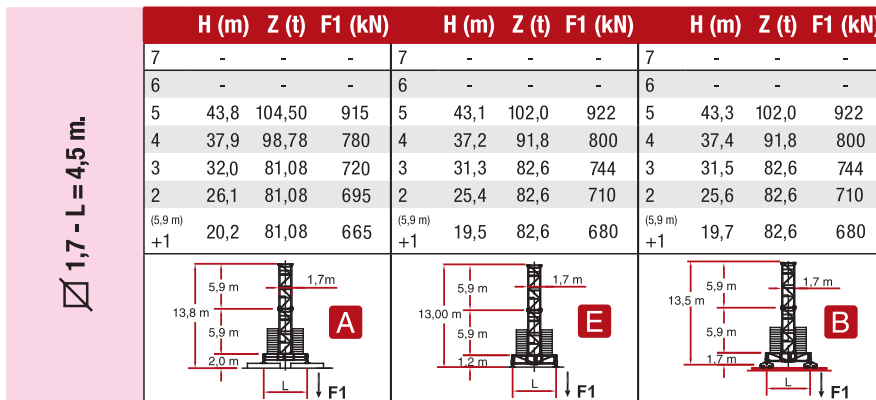 H (m) Z (t) F1 (kN) H (m) Z (t) F1 (kN) H (m) Z (t) F1 (kN)
7 - - - 7 - - - 7 - - -
6 - - - 6 - - - 6 - - -
5 43,8 104,50 915 5 43,1 102,0 922 5 43,3 102,0 922
4 37,9 98,78 780 4 37,2 91,8 800 4 37,4 91,8 800
3 32,0 81,08 720 3 31,3 82,6 744 3 31,5 82,6 744
2 26,1 81,08 695 2 25,4 82,6 710 2 25,6 82,6 710
(5,9 m) +1 20,2 81,08 665 (5,9 m) +1 19,5 82,6 680 (5,9 m) +1 19,7 82,6 680
1,7 - L = 4,5 m.
1,7m
5,9 m
13,8 m
5,9 m
2,0 m
L
F1
A
1,7 m
5,9 m
13,00 m
5,9 m
1,2 m
L
F1
E
1,7 m
5,9 m
13,5 m
5,9 m
1,7 m
L
F1
B